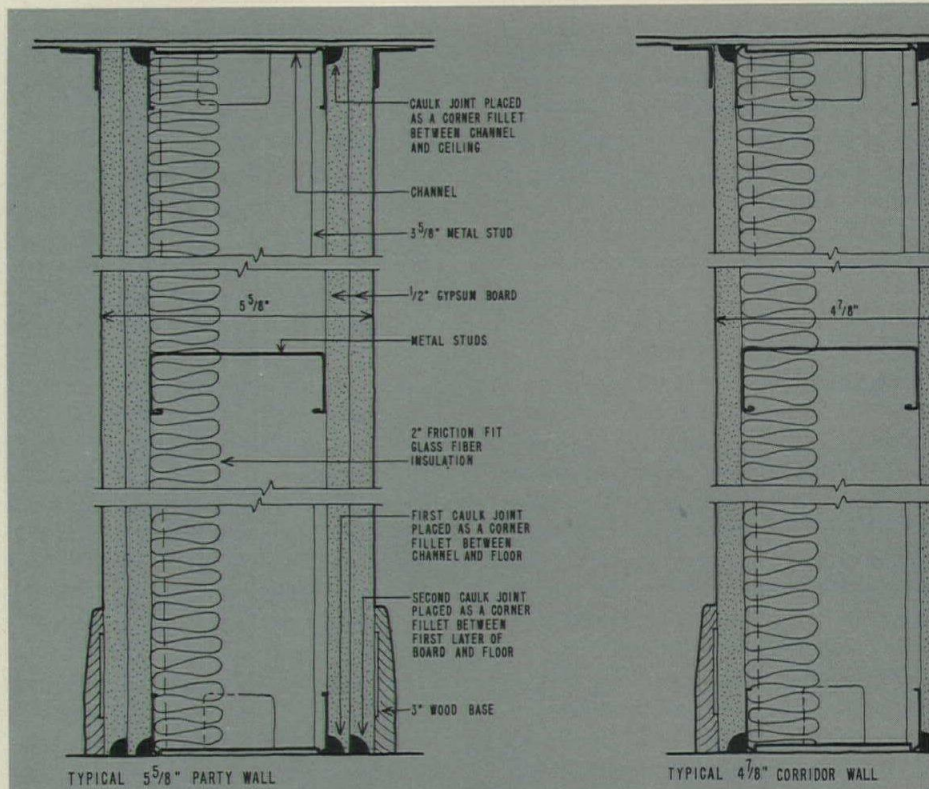 CAULK JOINT PLACED
AS A CORNER FILLET
BETWEEN CHANNEL
AND CEILING
CHANNEL
3 5/8" METAL STUD
1/2" GYPSUM BOARD
5 5/8"
METAL STUDS
2" FRICTION FIT
GLASS FIBER
INSULATION
FIRST CAULK JOINT
PLACED AS A CORNER
FILLET BETWEEN
CHANNEL AND FLOOR
SECOND CAULK JOINT
PLACED AS A CORNER
FILLET BETWEEN
FIRST LAYER OF
BOARD AND FLOOR
3" WOOD BASE
TYPICAL 5 5/8" PARTY WALL
4 7/8"
TYPICAL 4 7/8" CORRIDOR WALL